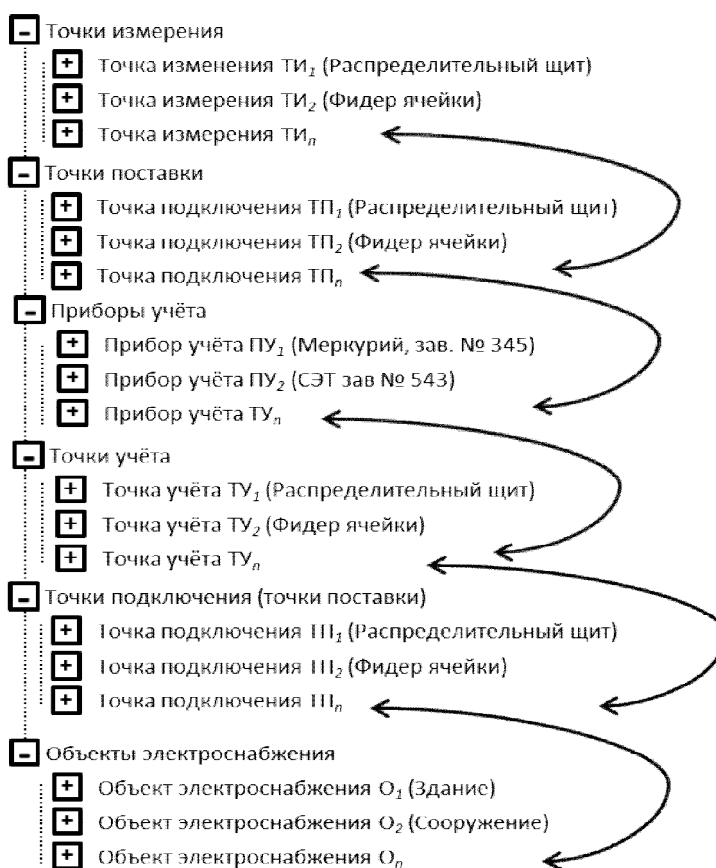 - Точки измерения
+ Точка изменения ТИ₁ (Распределительный щит)
+ Точка измерения ТИ₂ (Фидер ячейки)
+ Точка измерения ТИₙ
- Точки поставки
+ Точка подключения ТП₁ (Распределительный щит)
+ Точка подключения ТП₂ (Фидер ячейки)
+ Точка подключения ТПₙ
- Приборы учёта
+ Прибор учёта ПУ₁ (Меркурий, зав. № 345)
+ Прибор учёта ПУ₂ (СЭТ зав № 543)
+ Прибор учёта ТУₙ
- Точки учёта
+ Точка учёта ТУ₁ (Распределительный щит)
+ Точка учёта ТУ₂ (Фидер ячейки)
+ Точка учёта ТУₙ
- Точки подключения (точки поставки)
+ Точка подключения ТП₁ (Распределительный щит)
+ Точка подключения ТП₂ (Фидер ячейки)
+ Точка подключения ТПₙ
- Объекты электроснабжения
+ Объект электроснабжения О₁ (Здание)
+ Объект электроснабжения О₂ (Сооружение)
+ Объект электроснабжения Оₙ